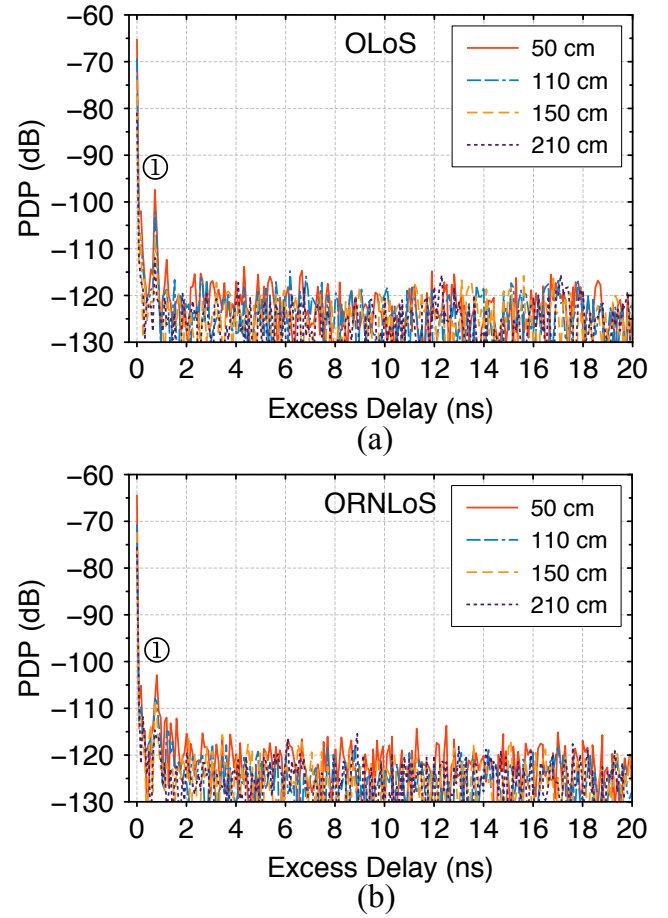 −60
−70
−80
−90
−100
−110
−120
−130
PDP (dB)
OLoS
50 cm
110 cm
150 cm
210 cm
①
0 2 4 6 8 10 12 14 16 18 20
Excess Delay (ns)
(a)
−60
−70
−80
−90
−100
−110
−120
−130
PDP (dB)
ORNLoS
50 cm
110 cm
150 cm
210 cm
①
0 2 4 6 8 10 12 14 16 18 20
Excess Delay (ns)
(b)